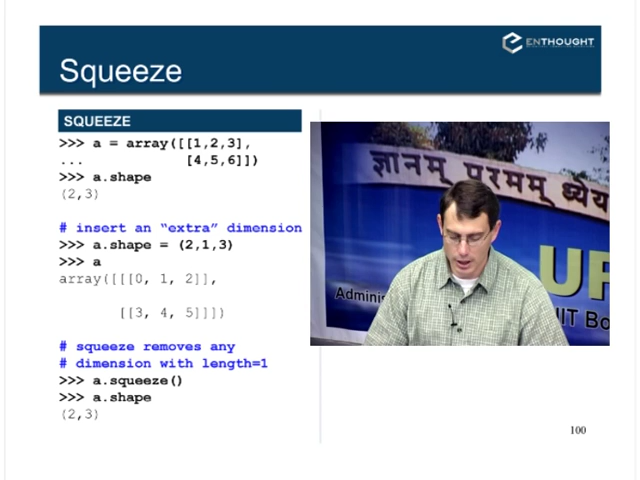 ENTHOUGHT
Squeeze
SQUEEZE
>>> a = array([[1,2,3],
...            [4,5,6]])
>>> a.shape
(2,3)
# insert an “extra” dimension
>>> a.shape = (2,1,3)
>>> a
array([[[0, 1, 2]],
       [[3, 4, 5]]])
# squeeze removes any
# dimension with length=1
>>> a.squeeze()
>>> a.shape
(2,3)
ज्ञानम् परमम् ध्येय
UP
IIT Bo
100